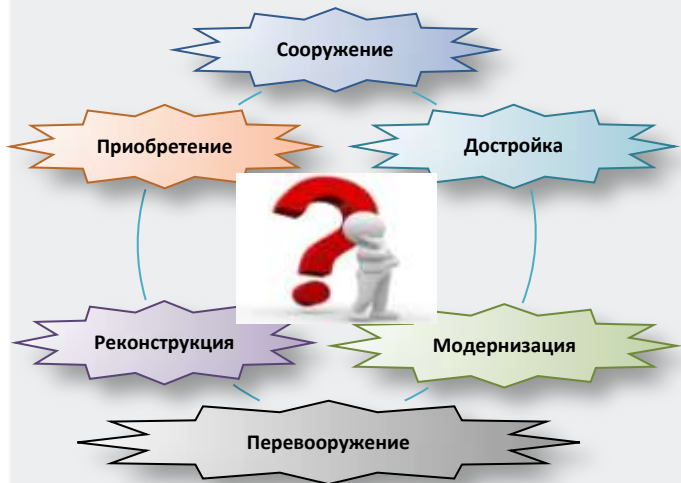 Сооружение
Приобретение
Достройка
Реконструкция
Модернизация
Перевооружение